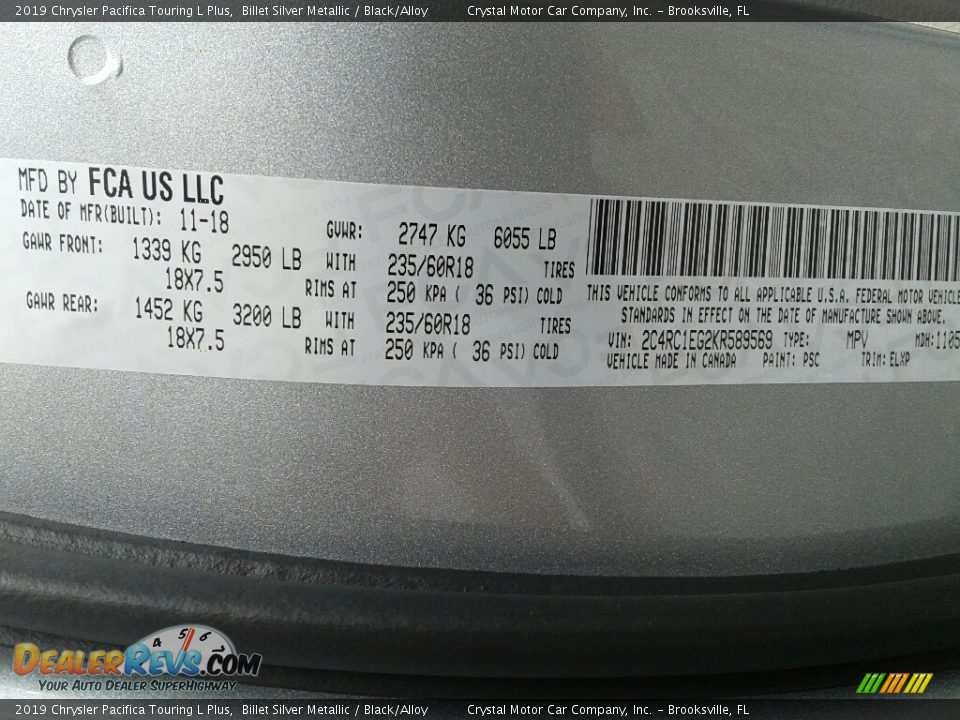 2019 Chrysler Pacifica Touring L Plus, Billet Silver Metallic / Black/Alloy Crystal Motor Car Company, Inc. - Brooksville, FL
MFD BY FCA US LLC
DATE OF MFR(BUILT): 11-18 GVWR: 2747 KG 6055 LB
GAWR FRONT: 1339 KG 2950 LB WITH 235/60R18 TIRES
18X7.5 RIMS AT 250 KPA ( 36 PSI) COLD
GAWR REAR: 1452 KG 3200 LB WITH 235/60R18 TIRES
18X7.5 RIMS AT 250 KPA ( 36 PSI) COLD
THIS VEHICLE CONFORMS TO ALL APPLICABLE U.S.A. FEDERAL MOTOR VEHICLE
STANDARDS IN EFFECT ON THE DATE OF MANUFACTURE SHOWN ABOVE.
VIN: 2C4RC1EG2KR589569 TYPE: MPV MDH:1105
VEHICLE MADE IN CANADA PAINT: PSC TRIM: ELXP
4 5 6
DEALERREVS.COM
YOUR AUTO DEALER SUPERHIGHWAY
2019 Chrysler Pacifica Touring L Plus, Billet Silver Metallic / Black/Alloy Crystal Motor Car Company, Inc. - Brooksville, FL